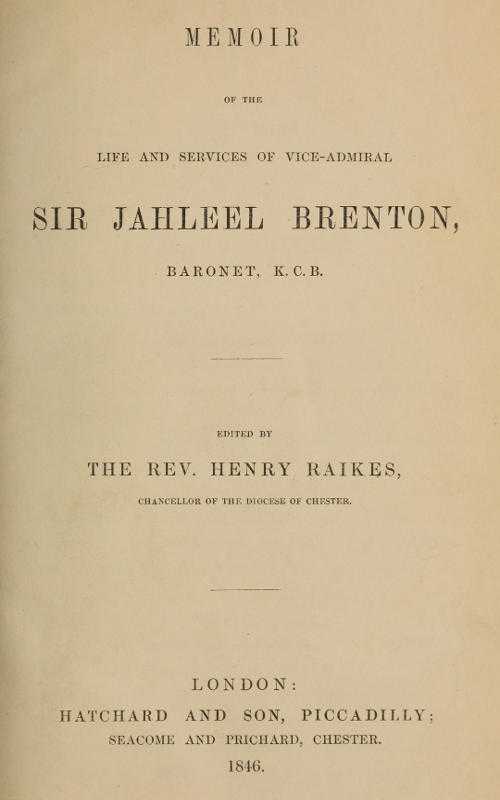 MEMOIR
OF THE
LIFE AND SERVICES OF VICE-ADMIRAL
SIR JAHLEEL BRENTON,
BARONET, K. C. B.
EDITED BY
THE REV. HENRY RAIKES,
CHANCELLOR OF THE DIOCESE OF CHESTER.
LONDON:
HATCHARD AND SON, PICCADILLY;
SEACOME AND PRICHARD, CHESTER.
1846.